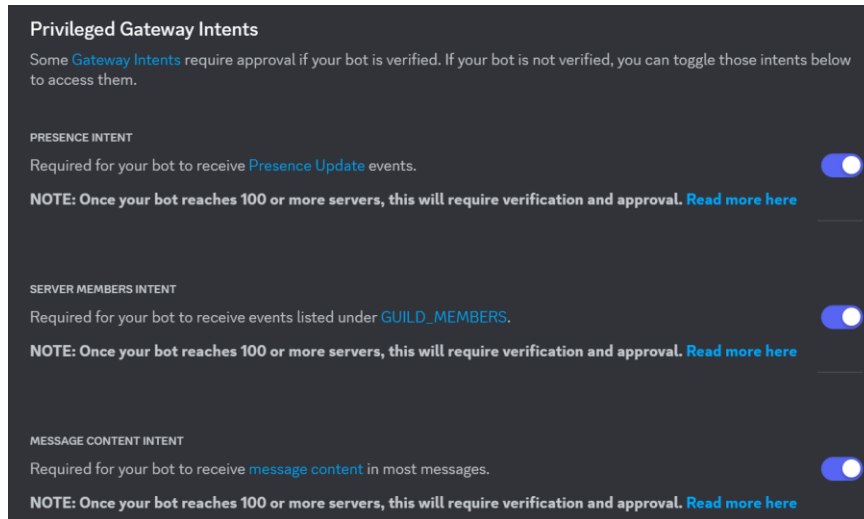 Privileged Gateway Intents
Some Gateway Intents require approval if your bot is verified. If your bot is not verified, you can toggle those intents below
to access them.
PRESENCE INTENT
Required for your bot to receive Presence Update events.
NOTE: Once your bot reaches 100 or more servers, this will require verification and approval. Read more here
SERVER MEMBERS INTENT
Required for your bot to receive events listed under GUILD_MEMBERS.
NOTE: Once your bot reaches 100 or more servers, this will require verification and approval. Read more here
MESSAGE CONTENT INTENT
Required for your bot to receive message content in most messages.
NOTE: Once your bot reaches 100 or more servers, this will require verification and approval. Read more here